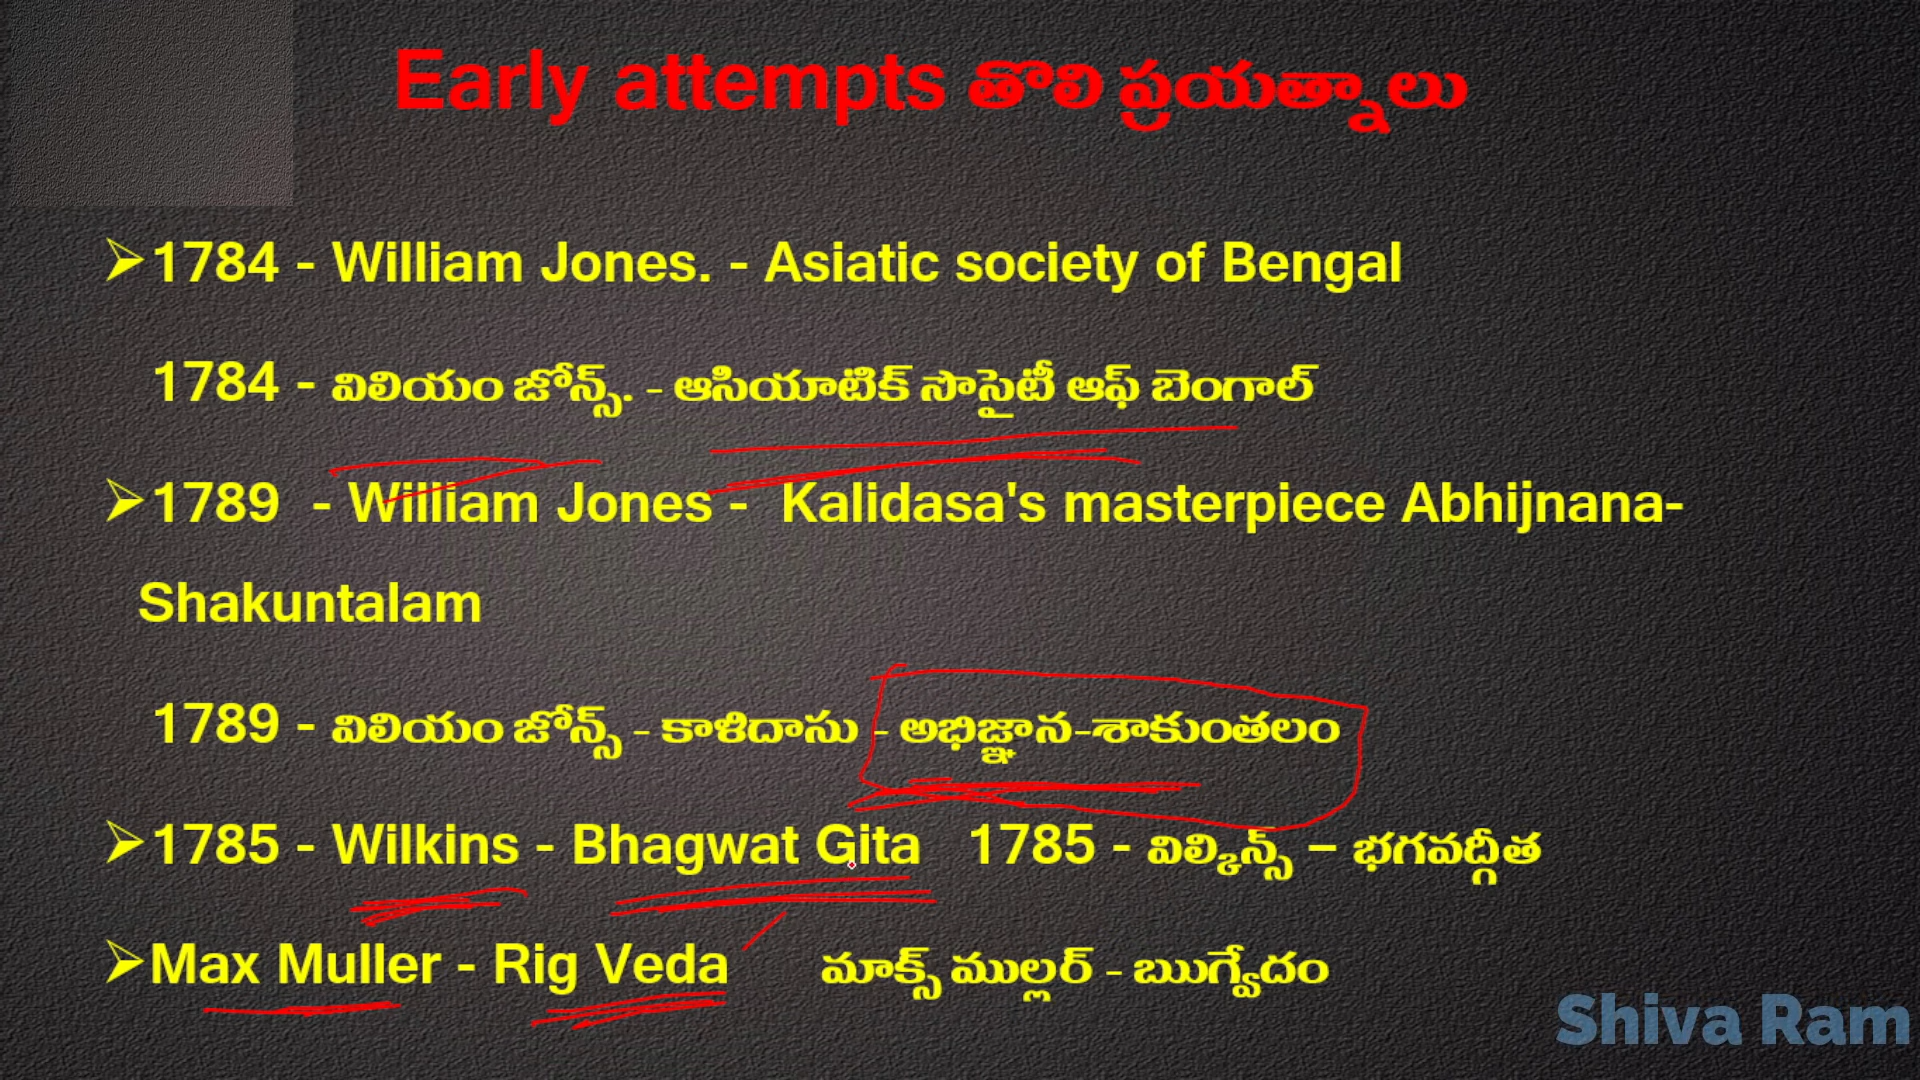 Early attempts తొలి ప్రయత్నాలు
➢1784 - William Jones. - Asiatic society of Bengal
1784 - విలియం జోన్స్. - ఆసియాటిక్ సొసైటీ ఆఫ్ బెంగాల్
➢1789 - William Jones - Kalidasa's masterpiece Abhijnana-
Shakuntalam
1789 - విలియం జోన్స్ - కాళిదాసు - అభిజ్ఞాన-శాకుంతలం
➢1785 - Wilkins - Bhagwat Gita 1785 - విల్కిన్స్ – భగవద్గీత
➢Max Muller - Rig Veda మాక్స్ ముల్లర్ - ఋగ్వేదం
Shiva Ram